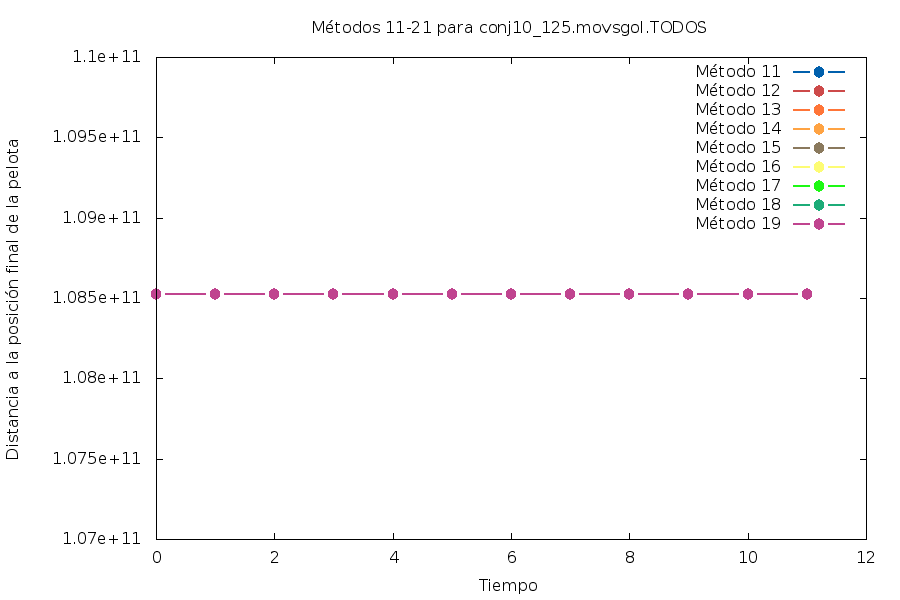 Métodos 11-21 para conj10_125.movsgol.TODOS
1.1e+11
1.095e+11
1.09e+11
1.085e+11
1.08e+11
1.075e+11
1.07e+11
Distancia a la posición final de la pelota
Método 11
Método 12
Método 13
Método 14
Método 15
Método 16
Método 17
Método 18
Método 19
0 2 4 6 8 10 12
Tiempo